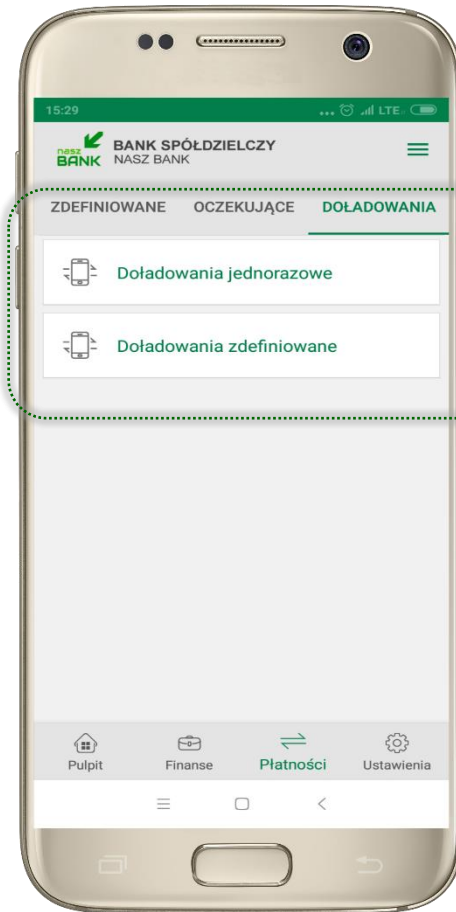 15:29 ... LTE
nasz BANK
BANK SPÓŁDZIELCZY
NASZ BANK
ZDEFINIOWANE OCZEKUJĄCE DOŁADOWANIA
Doładowania jednorazowe
Doładowania zdefiniowane
Pulpit Finanse Płatności Ustawienia